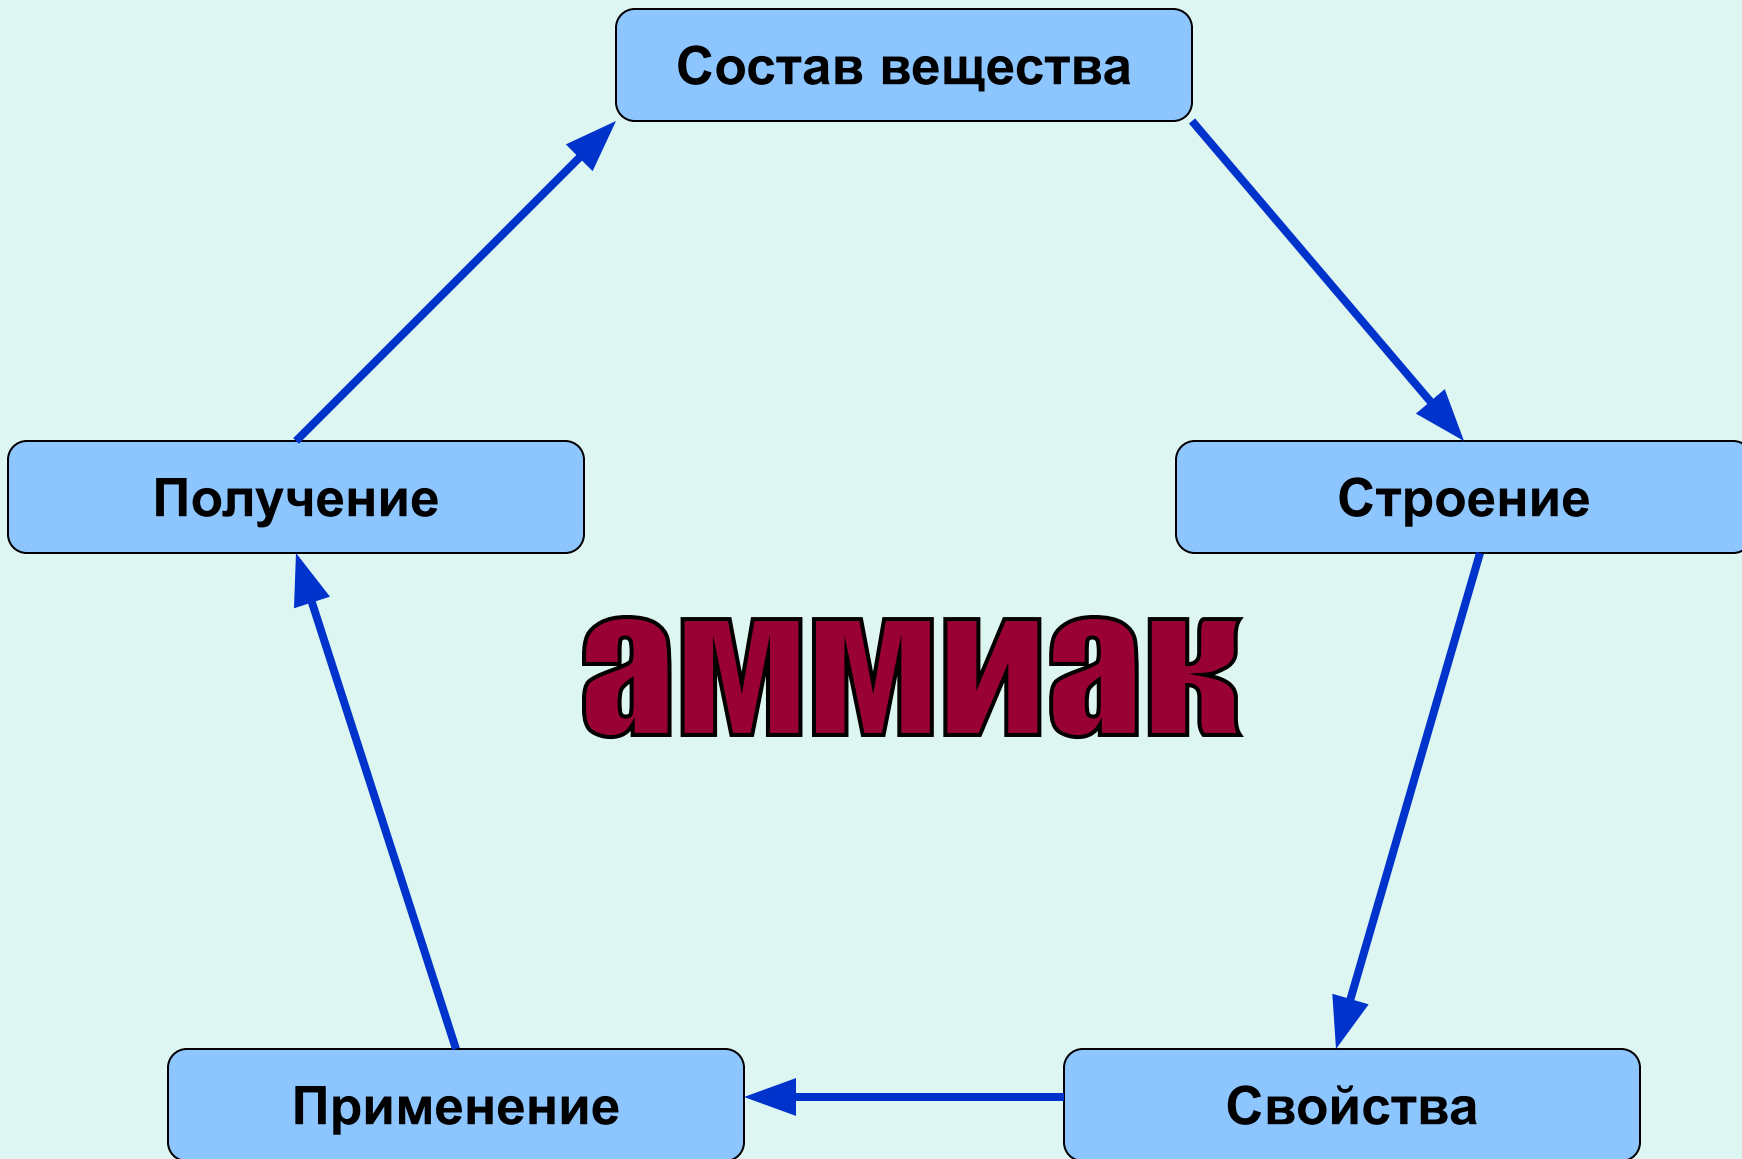 Состав вещества
Получение
Строение
аммиак
Применение
Свойства